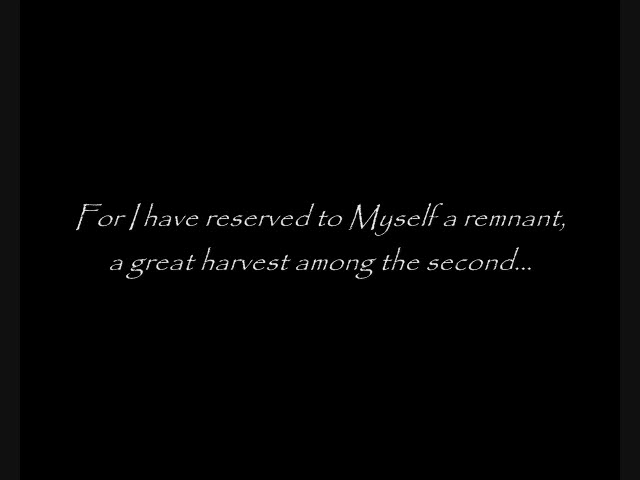 For I have reserved to Myself a remnant,
a great harvest among the second...